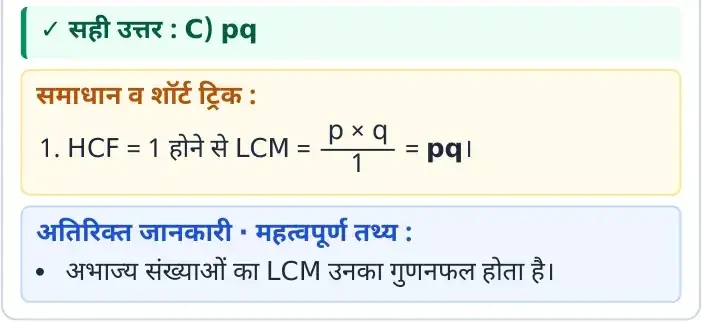 ✓ सही उत्तर : C) pq
समाधान व शॉर्ट ट्रिक :
1. HCF = 1 होने से LCM = p × q / 1 = pq।
अतिरिक्त जानकारी · महत्वपूर्ण तथ्य :
• अभाज्य संख्याओं का LCM उनका गुणनफल होता है।